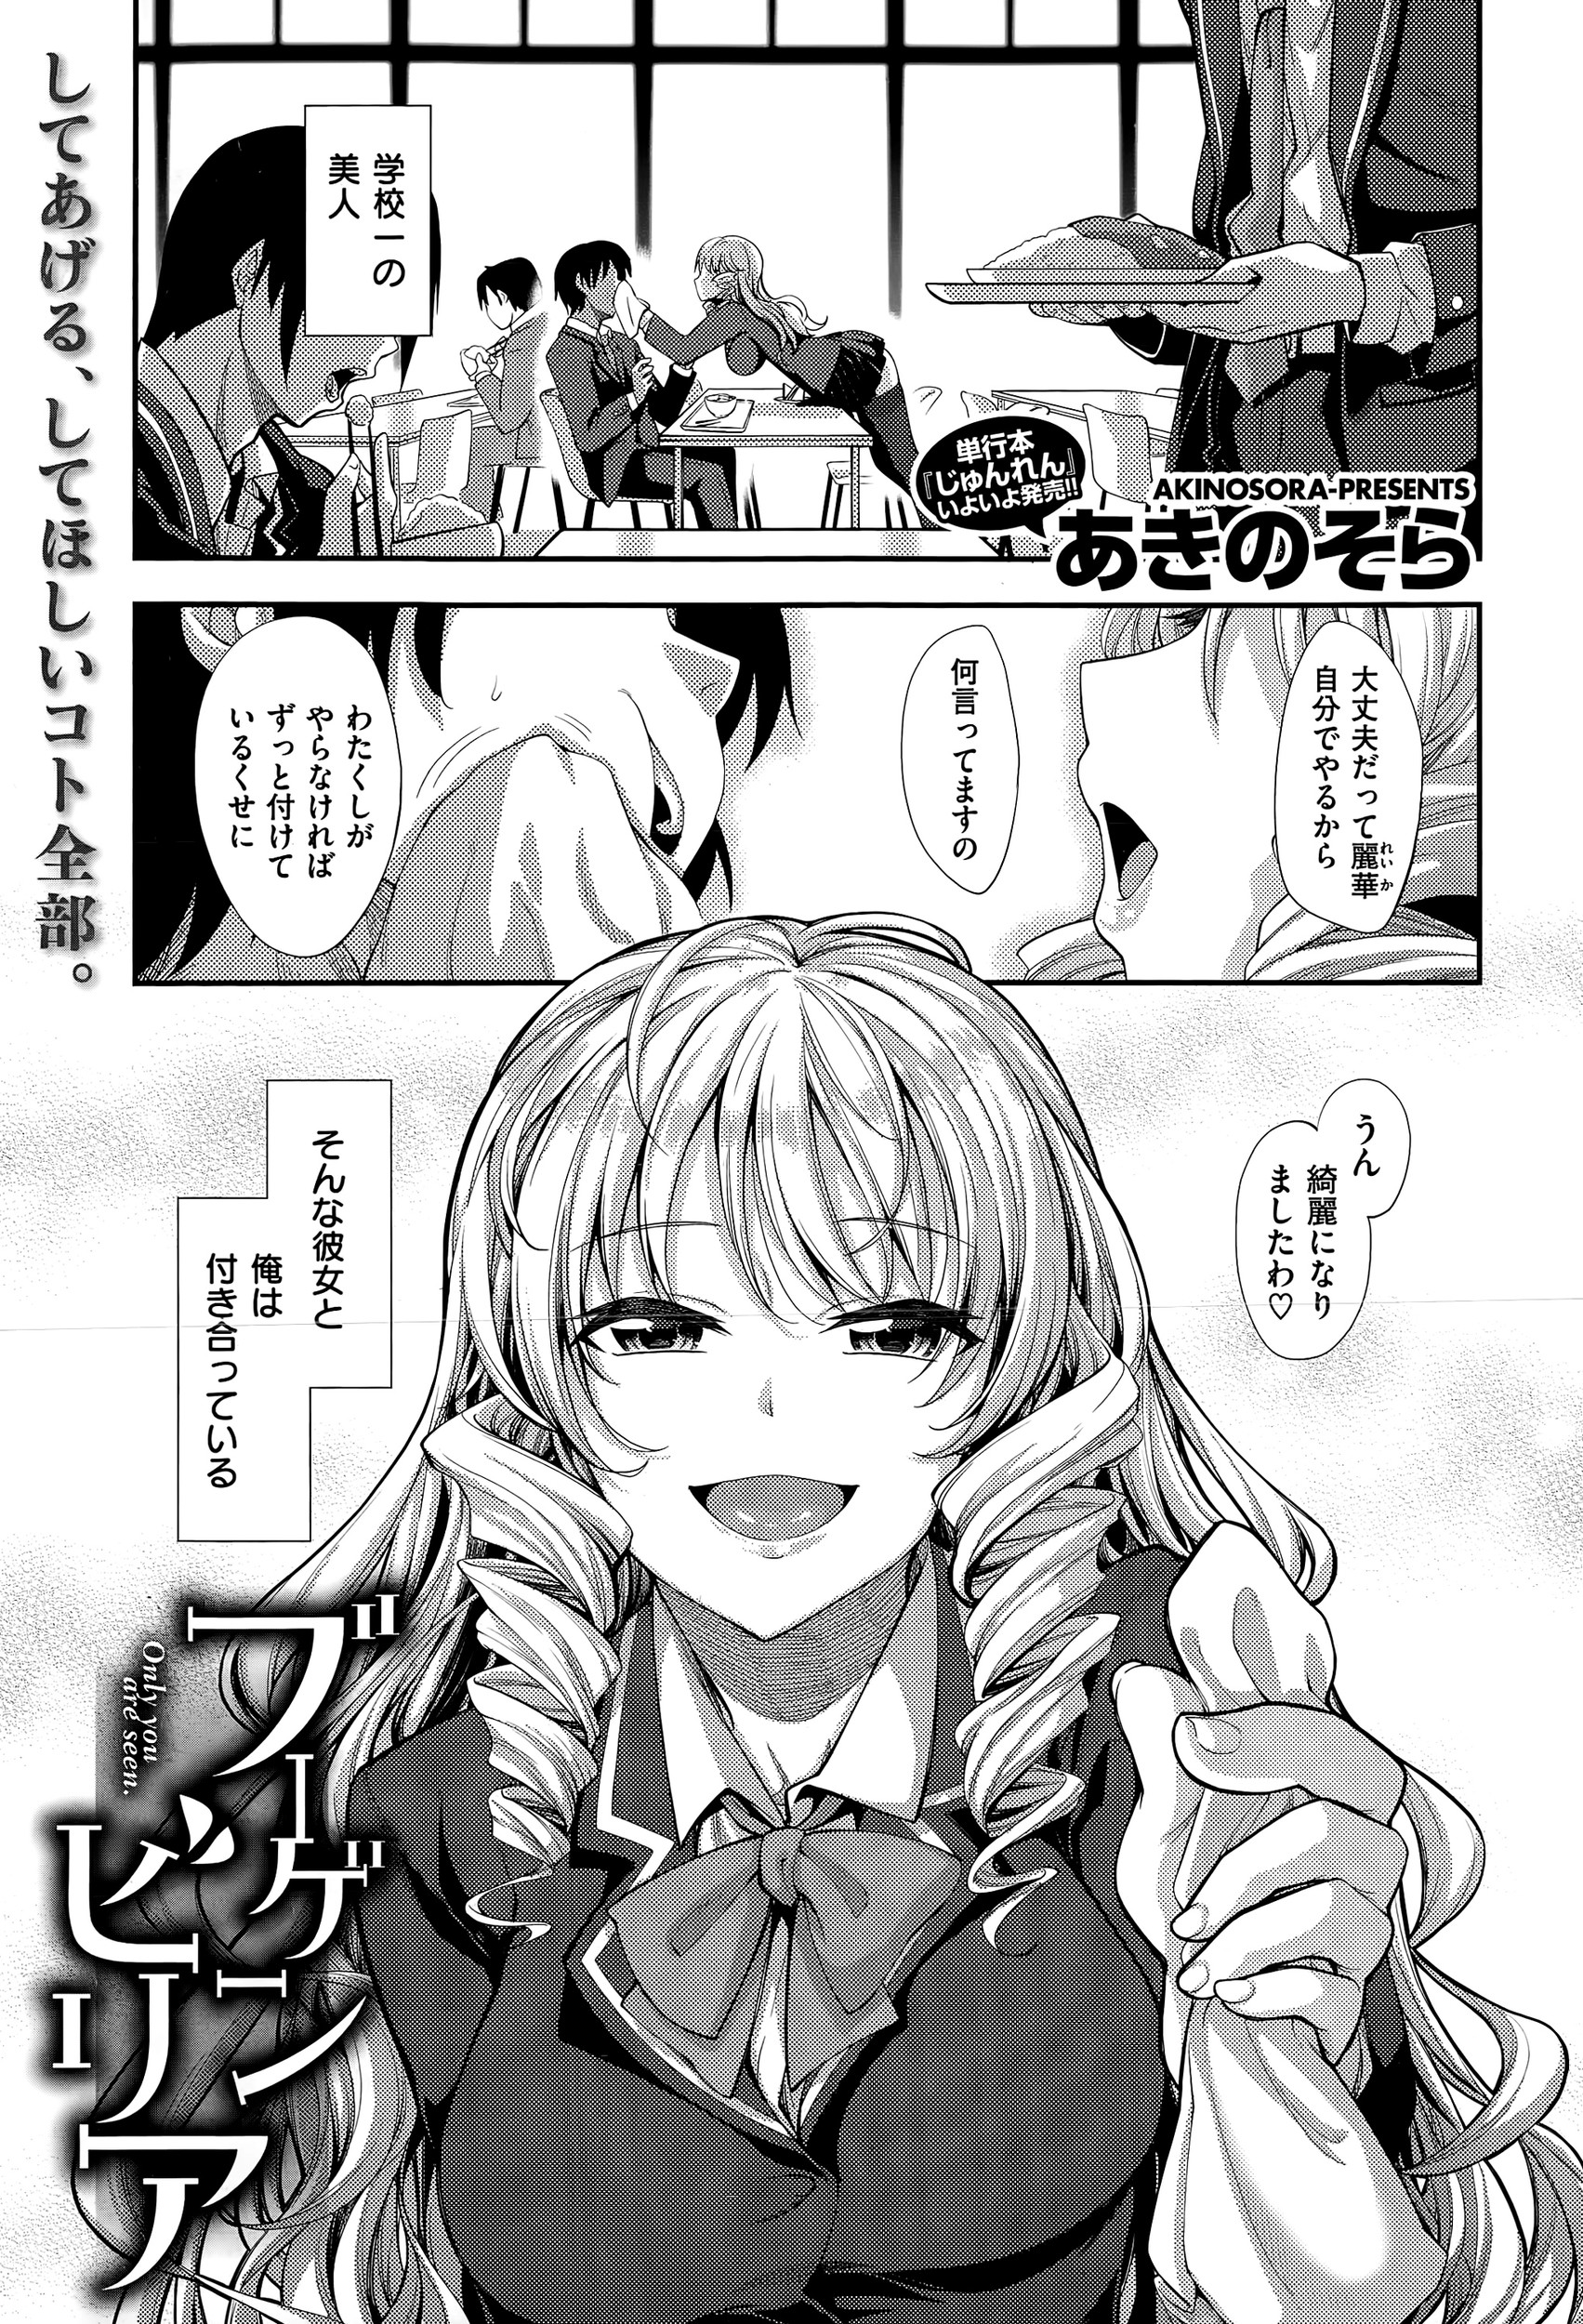 学校一の
美人
単行本
『じゅんれん』
いよいよ発売!!
AKINOSORA-PRESENTS
あきのそら
してあげる、してほしいコト全部。
大丈夫だって麗華
れいか
自分でやるから
何言ってますの
わたくしが
やらなければ
ずっと付けて
いるくせに
うん
綺麗になり
ましたわ♡
そんな彼女と
俺は
付き合っている
ブーゲン
ビリア
Only you
are seen.